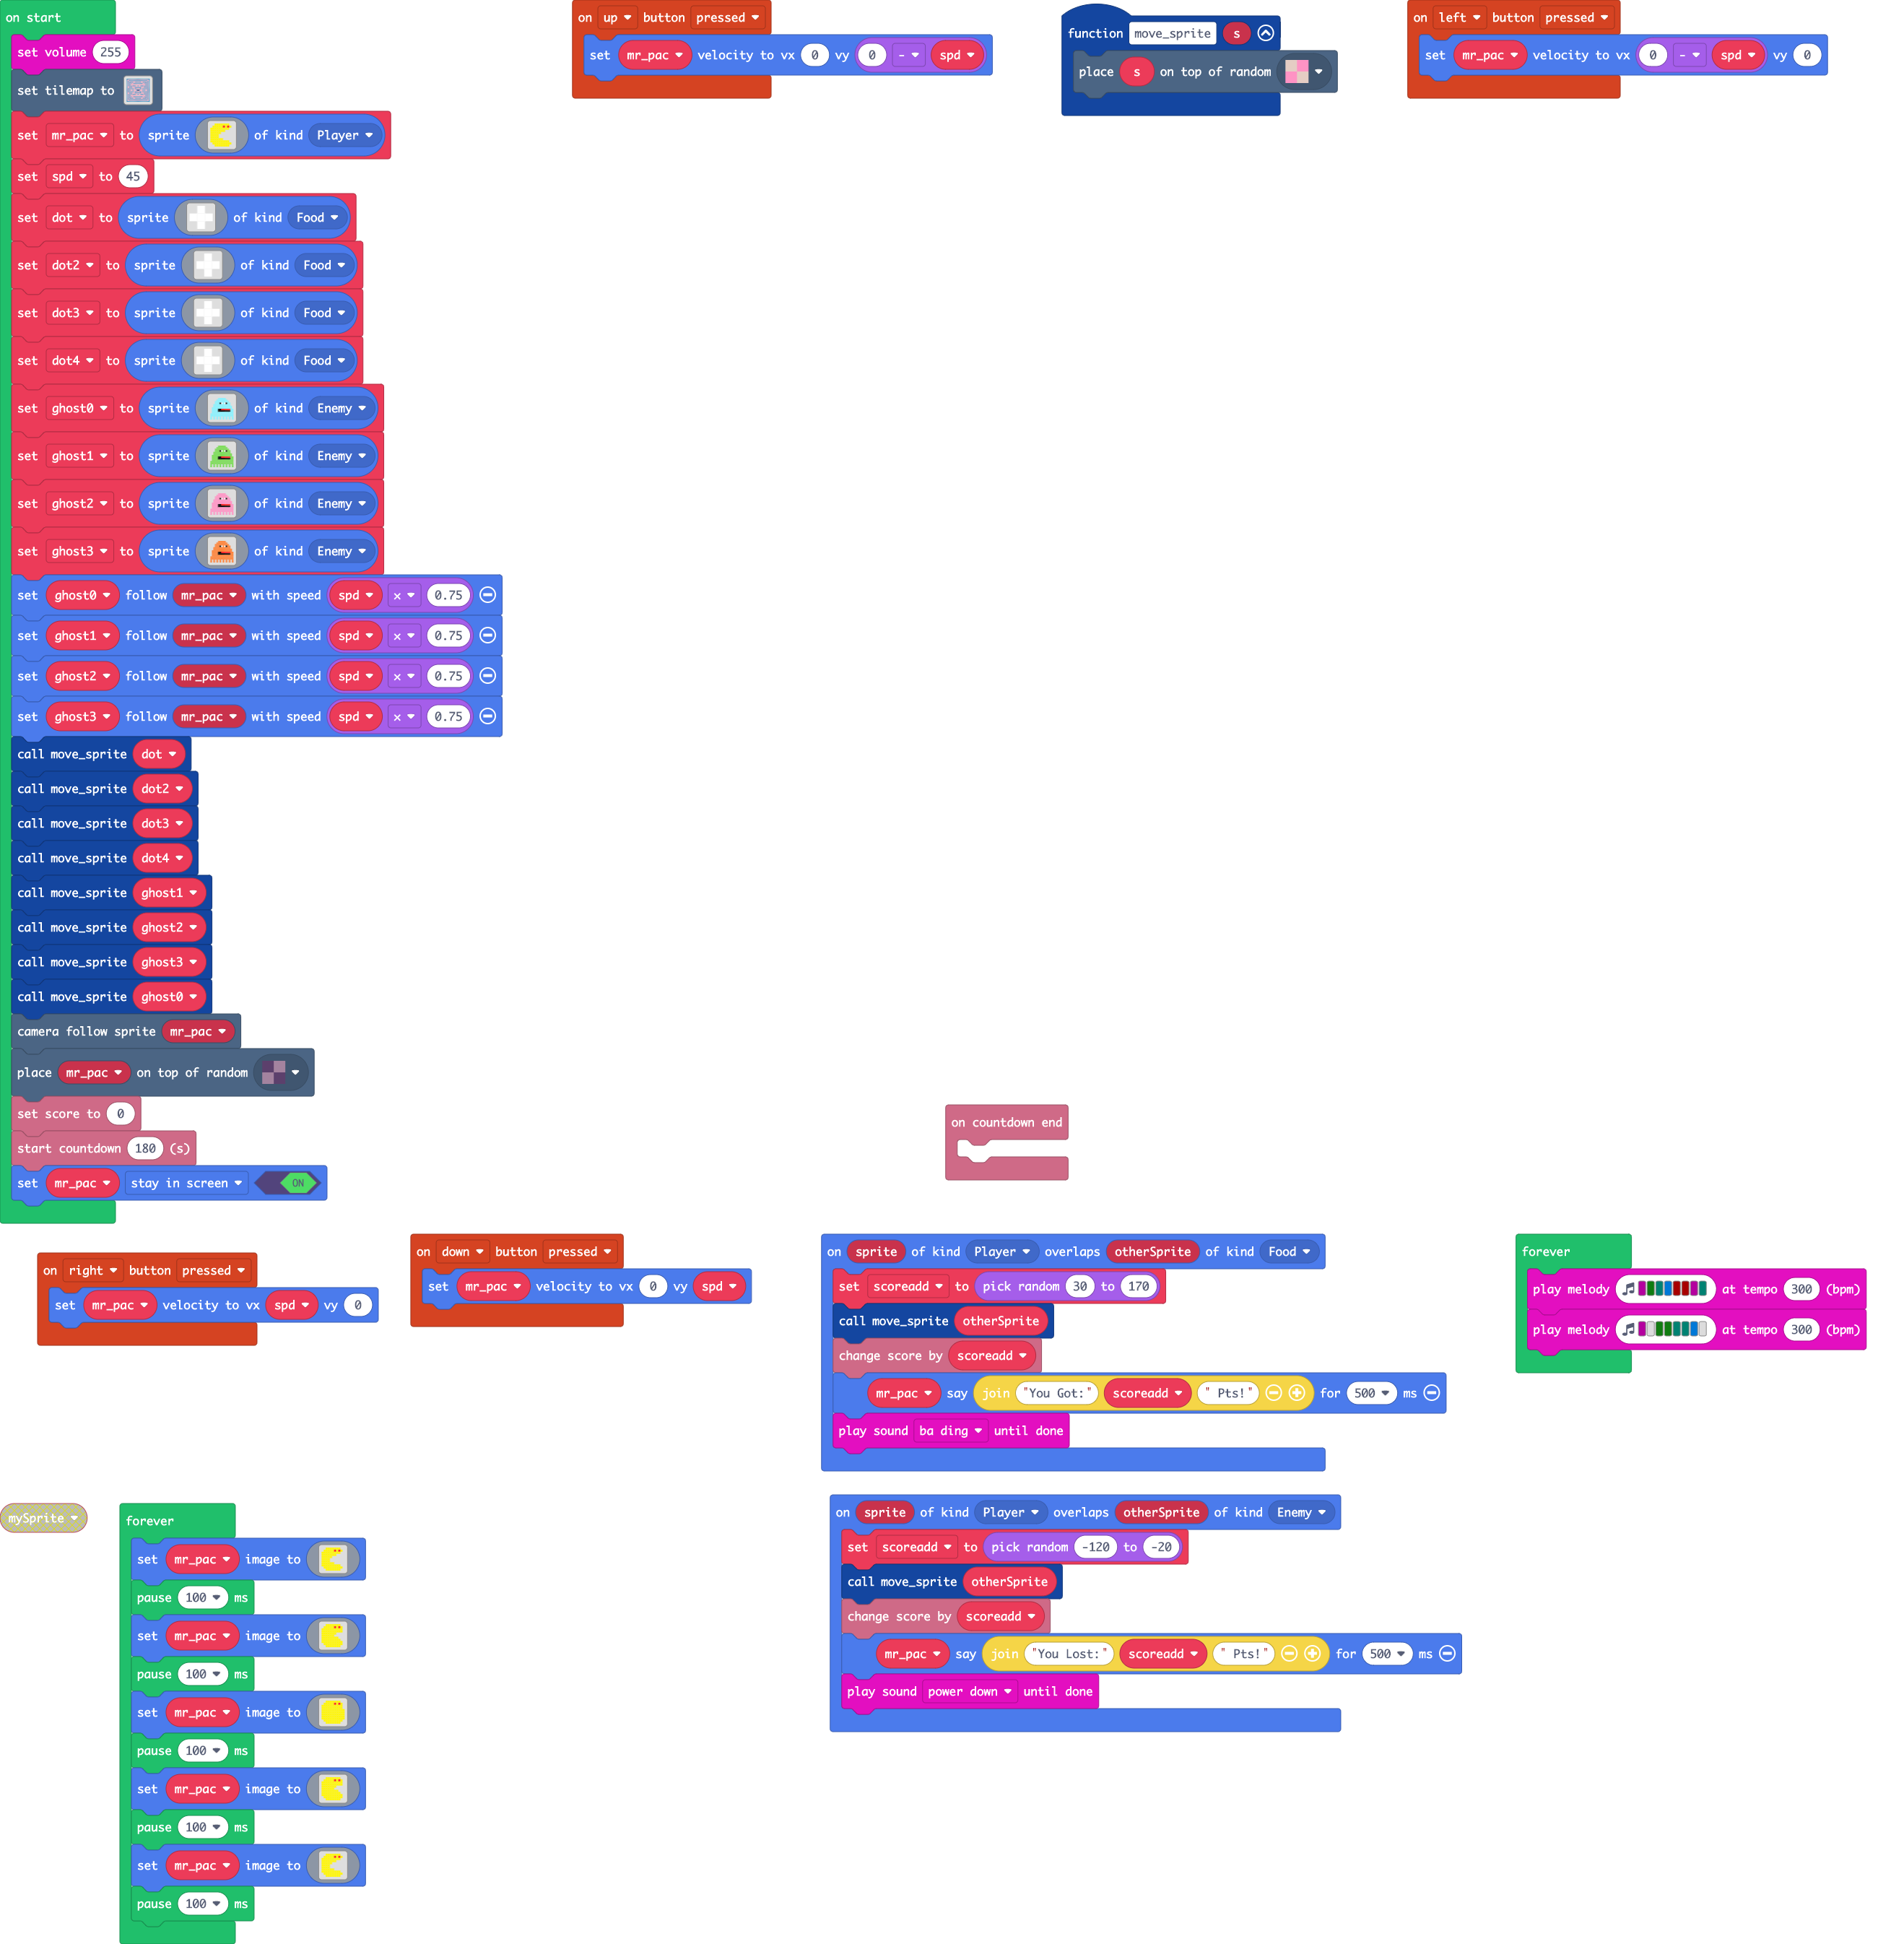 on start
set volume 255
set tilemap to
set mr_pac to sprite of kind Player
set spd to 45
set dot to sprite of kind Food
set dot2 to sprite of kind Food
set dot3 to sprite of kind Food
set dot4 to sprite of kind Food
set ghost0 to sprite of kind Enemy
set ghost1 to sprite of kind Enemy
set ghost2 to sprite of kind Enemy
set ghost3 to sprite of kind Enemy
set ghost0 follow mr_pac with speed spd × 0.75
set ghost1 follow mr_pac with speed spd × 0.75
set ghost2 follow mr_pac with speed spd × 0.75
set ghost3 follow mr_pac with speed spd × 0.75
call move_sprite dot
call move_sprite dot2
call move_sprite dot3
call move_sprite dot4
call move_sprite ghost1
call move_sprite ghost2
call move_sprite ghost3
call move_sprite ghost0
camera follow sprite mr_pac
place mr_pac on top of random
set score to 0
start countdown 180 (s)
set mr_pac stay in screen ON
on up button pressed
set mr_pac velocity to vx 0 vy 0 - spd
function move_sprite s
place s on top of random
on left button pressed
set mr_pac velocity to vx 0 - spd vy 0
on countdown end
on right button pressed
set mr_pac velocity to vx spd vy 0
on down button pressed
set mr_pac velocity to vx 0 vy spd
on sprite of kind Player overlaps otherSprite of kind Food
set scoreadd to pick random 30 to 170
call move_sprite otherSprite
change score by scoreadd
mr_pac say join "You Got:" scoreadd " Pts!" for 500 ms
play sound ba ding until done
forever
play melody at tempo 300 (bpm)
play melody at tempo 300 (bpm)
mySprite
forever
set mr_pac image to
pause 100 ms
set mr_pac image to
pause 100 ms
set mr_pac image to
pause 100 ms
set mr_pac image to
pause 100 ms
set mr_pac image to
pause 100 ms
on sprite of kind Player overlaps otherSprite of kind Enemy
set scoreadd to pick random -120 to -20
call move_sprite otherSprite
change score by scoreadd
mr_pac say join "You Lost:" scoreadd " Pts!" for 500 ms
play sound power down until done